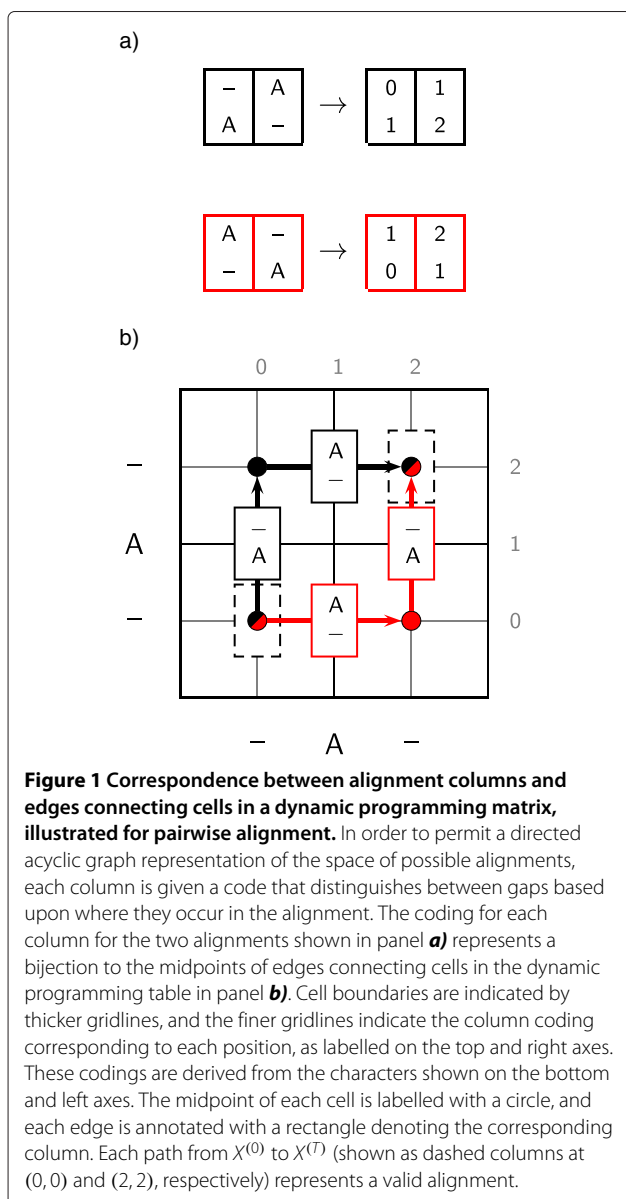 a)
– A → 0 1
A – 1 2
A – → 1 2
– A 0 1
b)
0 1 2
A
–
– 2
–
A
–
A
A 1
A
–
– 0
– A –
Figure 1 Correspondence between alignment columns and
edges connecting cells in a dynamic programming matrix,
illustrated for pairwise alignment. In order to permit a directed
acyclic graph representation of the space of possible alignments,
each column is given a code that distinguishes between gaps based
upon where they occur in the alignment. The coding for each
column for the two alignments shown in panel a) represents a
bijection to the midpoints of edges connecting cells in the dynamic
programming table in panel b). Cell boundaries are indicated by
thicker gridlines, and the finer gridlines indicate the column coding
corresponding to each position, as labelled on the top and right axes.
These codings are derived from the characters shown on the bottom
and left axes. The midpoint of each cell is labelled with a circle, and
each edge is annotated with a rectangle denoting the corresponding
column. Each path from X(0) to X(T) (shown as dashed columns at
(0, 0) and (2, 2), respectively) represents a valid alignment.